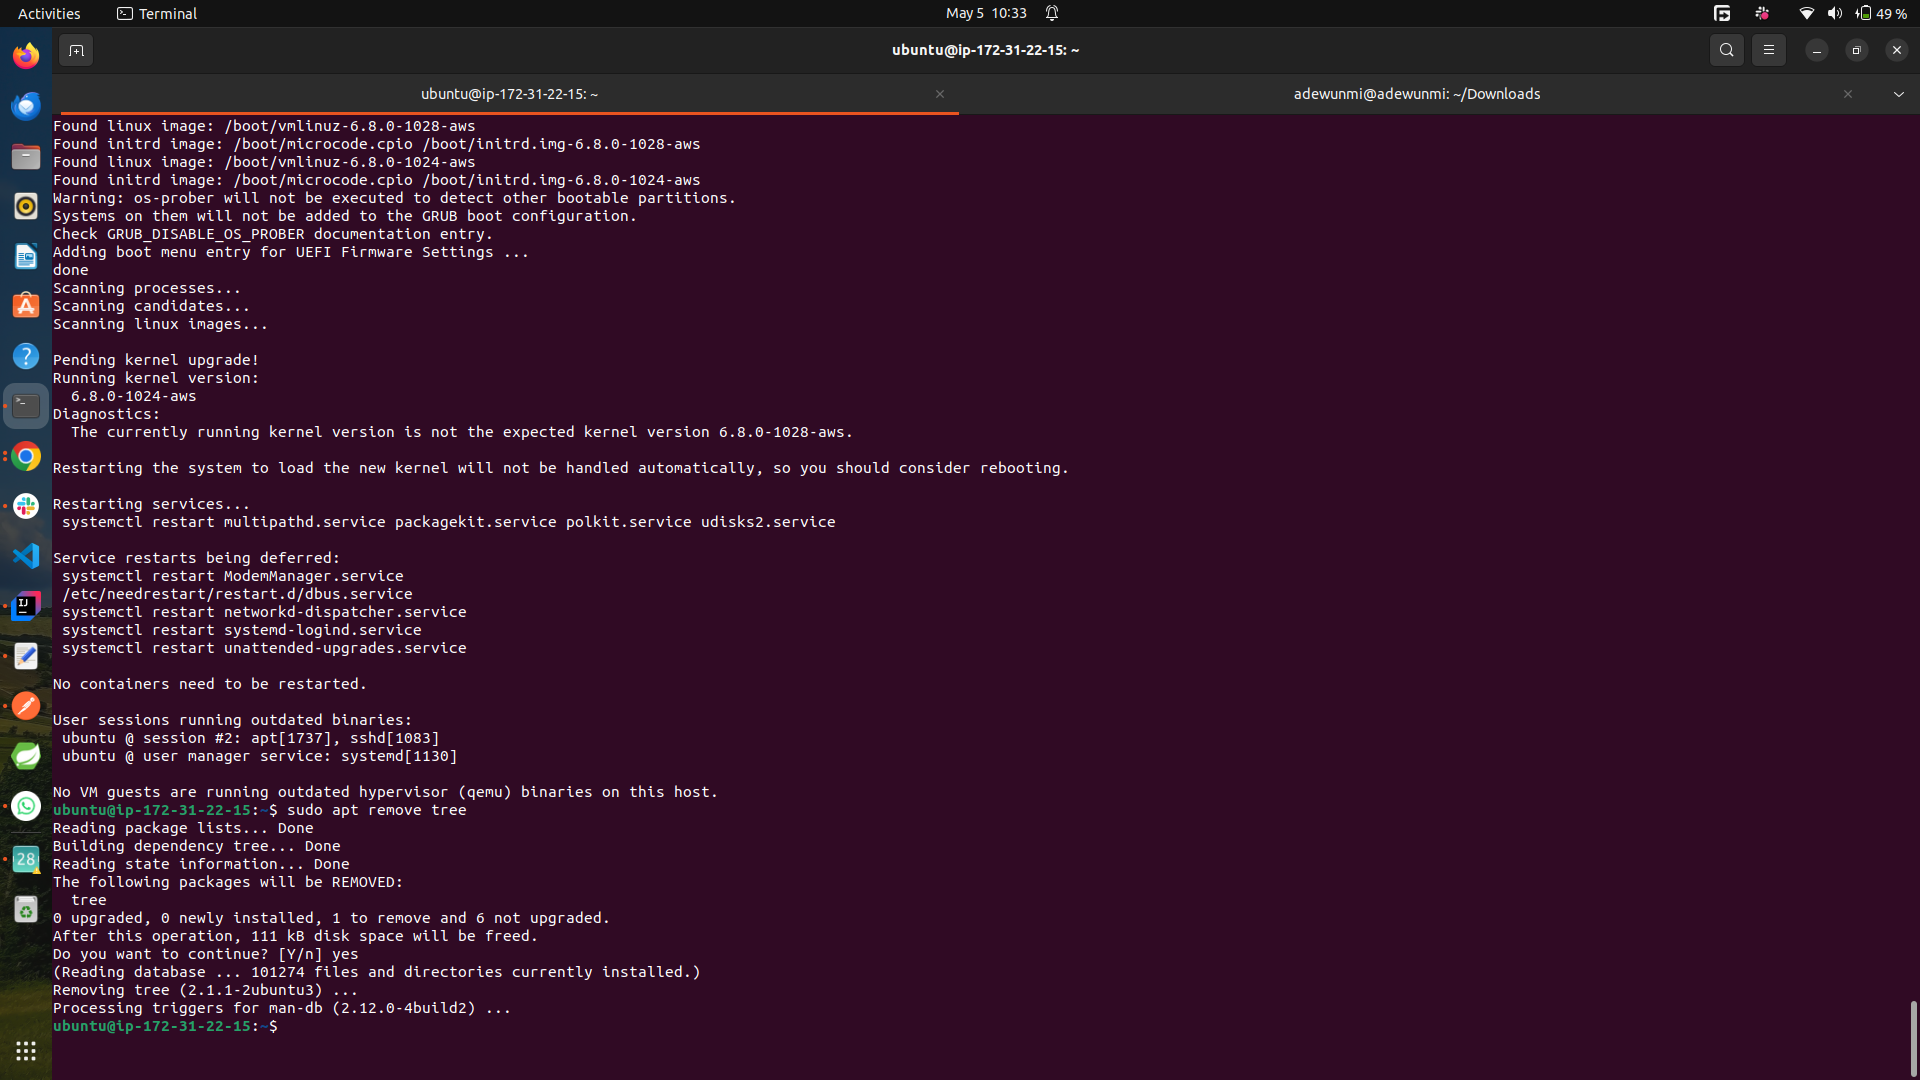 Activities
Terminal
May 5 10:33
49 %
ubuntu@ip-172-31-22-15: ~
ubuntu@ip-172-31-22-15: ~
adewunmi@adewunmi: ~/Downloads
Found linux image: /boot/vmlinuz-6.8.0-1028-aws
Found initrd image: /boot/microcode.cpio /boot/initrd.img-6.8.0-1028-aws
Found linux image: /boot/vmlinuz-6.8.0-1024-aws
Found initrd image: /boot/microcode.cpio /boot/initrd.img-6.8.0-1024-aws
Warning: os-prober will not be executed to detect other bootable partitions.
Systems on them will not be added to the GRUB boot configuration.
Check GRUB_DISABLE_OS_PROBER documentation entry.
Adding boot menu entry for UEFI Firmware Settings ...
done
Scanning processes...
Scanning candidates...
Scanning linux images...
Pending kernel upgrade!
Running kernel version:
6.8.0-1024-aws
Diagnostics:
The currently running kernel version is not the expected kernel version 6.8.0-1028-aws.
Restarting the system to load the new kernel will not be handled automatically, so you should consider rebooting.
Restarting services...
systemctl restart multipathd.service packagekit.service polkit.service udisks2.service
Service restarts being deferred:
systemctl restart ModemManager.service
/etc/needrestart/restart.d/dbus.service
systemctl restart networkd-dispatcher.service
systemctl restart systemd-logind.service
systemctl restart unattended-upgrades.service
No containers need to be restarted.
User sessions running outdated binaries:
ubuntu @ session #2: apt[1737], sshd[1083]
ubuntu @ user manager service: systemd[1130]
No VM guests are running outdated hypervisor (qemu) binaries on this host.
ubuntu@ip-172-31-22-15:~$ sudo apt remove tree
Reading package lists... Done
Building dependency tree... Done
Reading state information... Done
The following packages will be REMOVED:
tree
0 upgraded, 0 newly installed, 1 to remove and 6 not upgraded.
After this operation, 111 kB disk space will be freed.
Do you want to continue? [Y/n] yes
(Reading database ... 101274 files and directories currently installed.)
Removing tree (2.1.1-2ubuntu3) ...
Processing triggers for man-db (2.12.0-4build2) ...
ubuntu@ip-172-31-22-15:~$
IJ
28